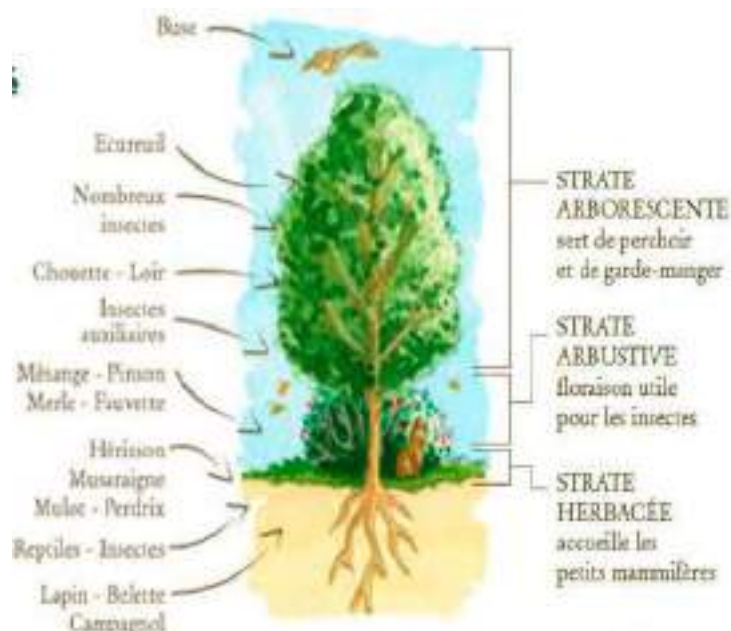 Buse
Ecureuil
Nombreux
insectes
Chouette - Loir
Insectes
auxiliaires
Mésange - Pinson
Merle - Fauvette
Hérisson
Musaraigne
Mulot - Perdrix
Reptiles - Insectes
Lapin - Belette
Campagnol
STRATE
ARBORESCENTE
sert de perchoir
et de garde-manger
STRATE
ARBUSTIVE
floraison utile
pour les insectes
STRATE
HERBACÉE
accueille les
petits mammifères